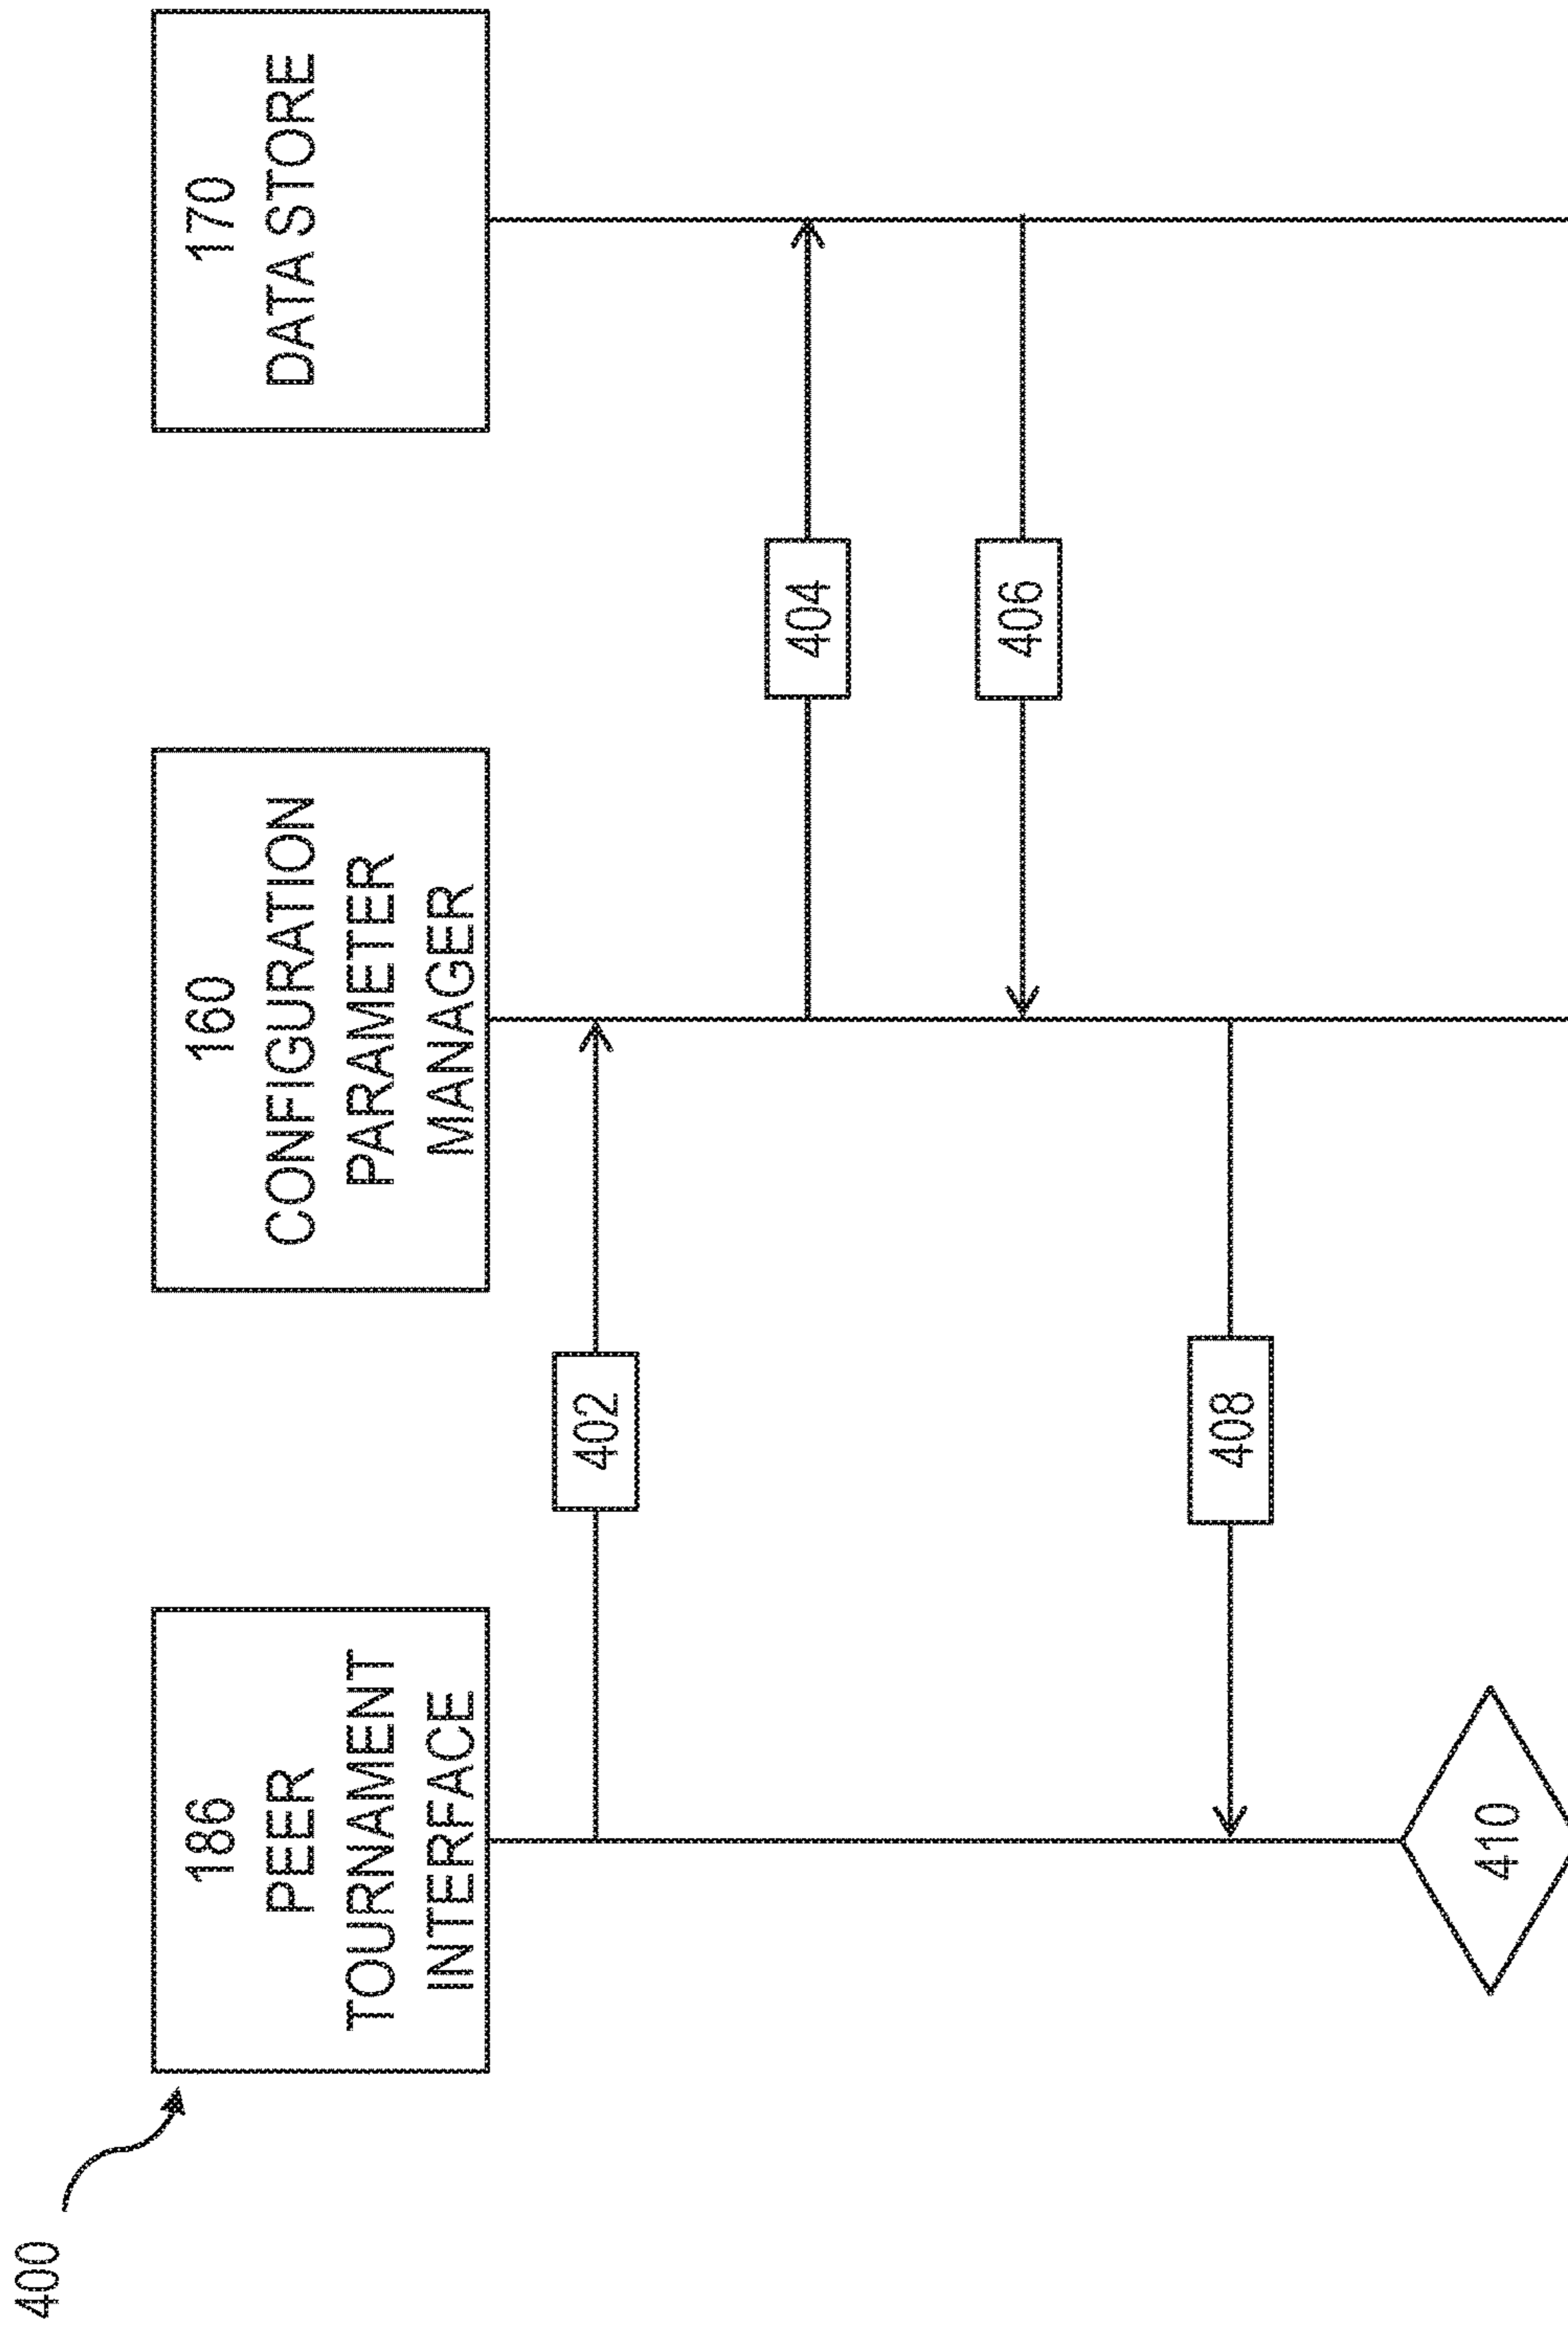 400
186
PEER
TOURNAMENT
INTERFACE
160
CONFIGURATION
PARAMETER
MANAGER
170
DATA STORE
402
404
406
408
410